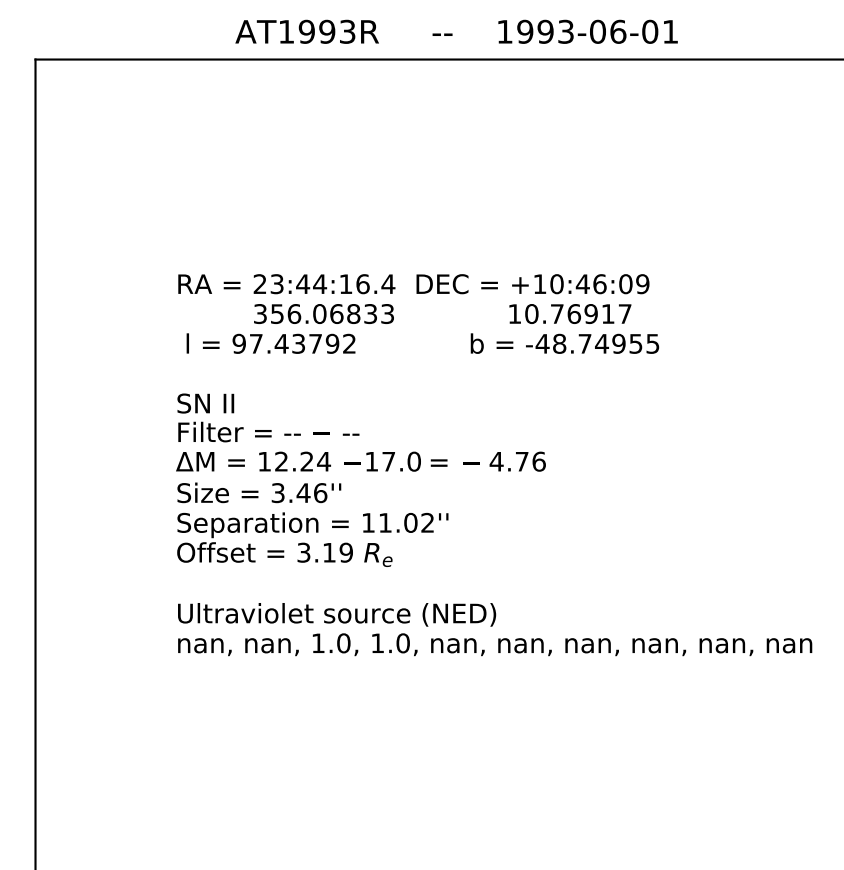 AT1993R -- 1993-06-01
RA = 23:44:16.4 DEC = +10:46:09
356.06833 10.76917
l = 97.43792 b = -48.74955
SN II
Filter = -- − --
ΔM = 12.24 −17.0 = − 4.76
Size = 3.46''
Separation = 11.02''
Offset = 3.19 Rₑ
Ultraviolet source (NED)
nan, nan, 1.0, 1.0, nan, nan, nan, nan, nan, nan